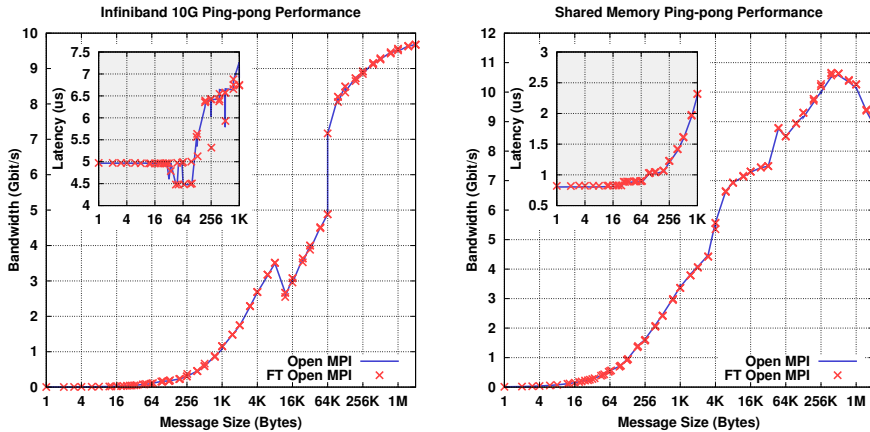 Infiniband 10G Ping-pong Performance
Bandwidth (Gbit/s)
10
9
8
7
6
5
4
3
2
1
0
1 4 16 64 256 1K 4K 16K 64K 256K 1M
Message Size (Bytes)
Latency (us)
7.5
7
6.5
6
5.5
5
4.5
4
1 4 16 64 256 1K
Open MPI
FT Open MPI
Shared Memory Ping-pong Performance
Bandwidth (Gbit/s)
12
11
10
9
8
7
6
5
4
3
2
1
0
1 4 16 64 256 1K 4K 16K 64K 256K 1M
Message Size (Bytes)
Latency (us)
3
2.5
2
1.5
1
0.5
1 4 16 64 256 1K
Open MPI
FT Open MPI